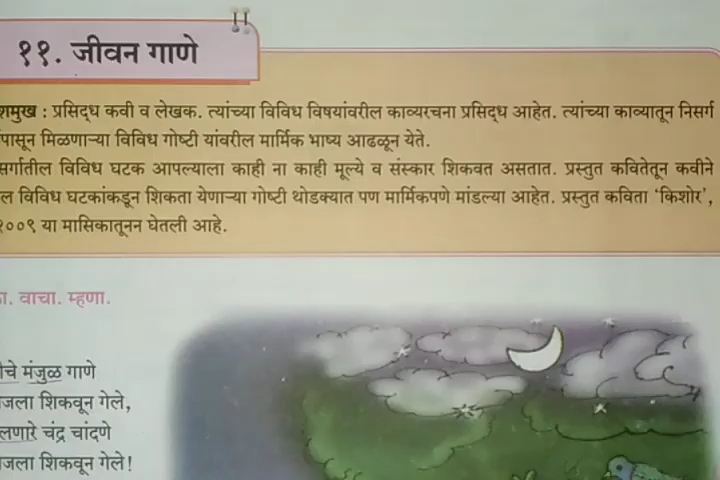 ११. जीवन गाणे
शमुख : प्रसिद्ध कवी व लेखक. त्यांच्या विविध विषयांवरील काव्यरचना प्रसिद्ध आहेत. त्यांच्या काव्यातून निसर्ग
पासून मिळणाऱ्या विविध गोष्टी यांवरील मार्मिक भाष्य आढळून येते.
सर्गातील विविध घटक आपल्याला काही ना काही मूल्ये व संस्कार शिकवत असतात. प्रस्तुत कवितेतून कवीने
ल विविध घटकांकडून शिकता येणाऱ्या गोष्टी थोडक्यात पण मार्मिकपणे मांडल्या आहेत. प्रस्तुत कविता ‘किशोर’,
२००९ या मासिकातूनन घेतली आहे.
का. वाचा. म्हणा.
चे मंजुळ गाणे
जला शिकवून गेले,
लणारे चंद्र चांदणे
जला शिकवून गेले!